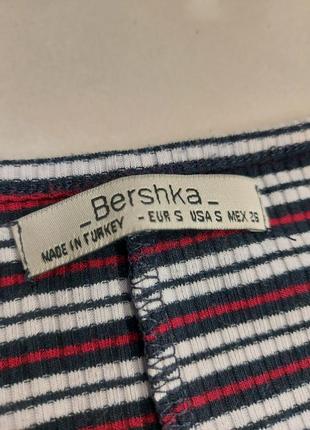 _Bershka_
MADE IN TURKEY - EUR S USA S MEX 26